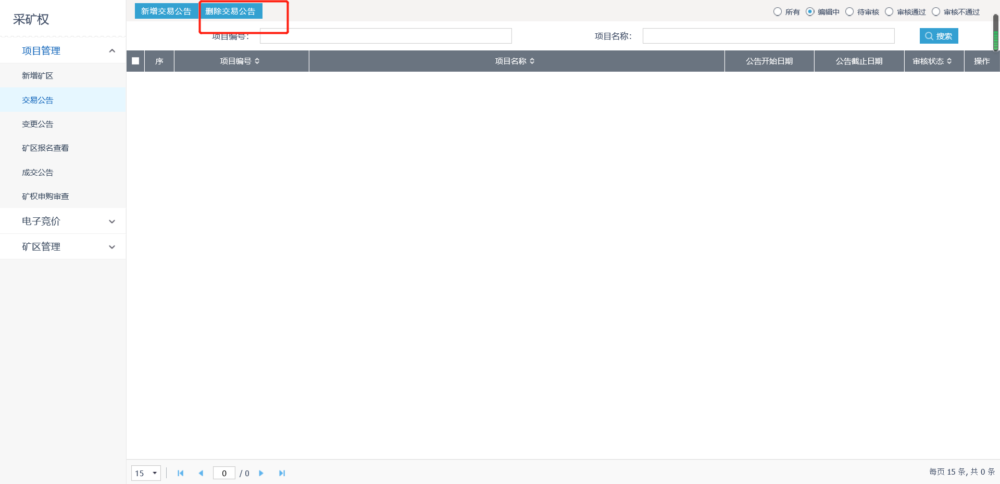 采矿权
项目管理
新增矿区
交易公告
变更公告
矿区报名查看
成交公告
矿权申购审查
电子竞价
矿区管理
新增交易公告 删除交易公告
所有 编辑中 待审核 审核通过 审核不通过
项目编号: 项目名称: 搜索
序 项目编号 项目名称 公告开始日期 公告截止日期 审核状态 操作
15 0 / 0 每页 15 条, 共 0 条